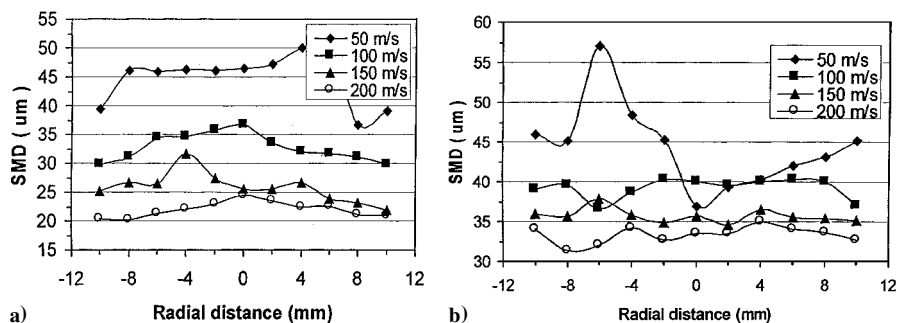 55
50
45
40
35
30
25
20
15
SMD ( um )
50 m/s
100 m/s
150 m/s
200 m/s
-12 -8 -4 0 4 8 12
Radial distance (mm)
a)
60
55
50
45
40
35
30
SMD ( um )
50 m/s
100 m/s
150 m/s
200 m/s
-12 -8 -4 0 4 8 12
Radial distance (mm)
b)